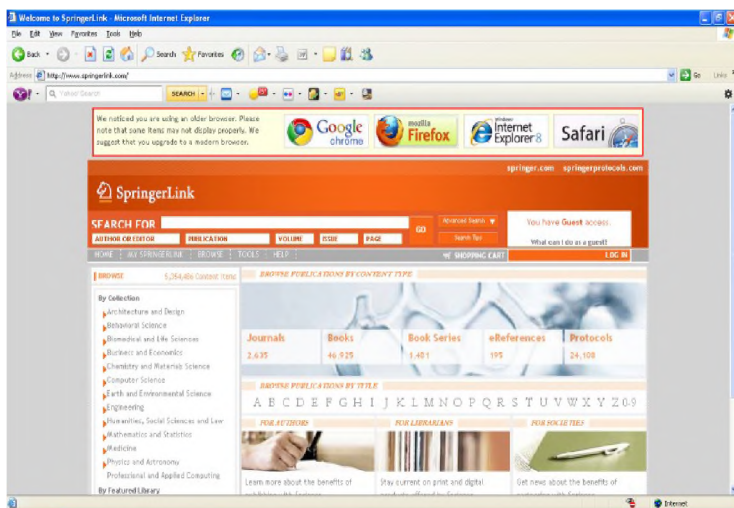 Welcome to SpringerLink - Microsoft Internet Explorer
File Edit View Favorites Tools Help
Back Search Favorites
Address http://www.springerlink.com/ Go Links
Yahoo! Search SEARCH
We noticed you are using an older browser. Please
note that some items may not display properly. We
suggest that you upgrade to a modern browser.
Google chrome
mozilla Firefox
Windows Internet Explorer 8
Safari
springer.com springerprotocols.com
SpringerLink
SEARCH FOR GO Advanced Search Search Tips
AUTHOR OR EDITOR PUBLICATION VOLUME ISSUE PAGE
You have Guest access.
What can I do as a guest?
HOME MY SPRINGERLINK BROWSE TOOLS HELP SHOPPING CART LOG IN
BROWSE Content Items
By Collection
Architecture and Design
Behavioral Science
Biomedical and Life Sciences
Business and Economics
Chemistry and Materials Science
Computer Science
Earth and Environmental Science
Engineering
Humanities, Social Sciences and Law
Mathematics and Statistics
Medicine
Physics and Astronomy
Professional and Applied Computing
By Featured Library
BROWSE PUBLICATIONS BY CONTENT TYPE
Journals Books Book Series eReferences Protocols
2,635 46,925 1,401 195 24,108
BROWSE PUBLICATIONS BY TITLE
A B C D E F G H I J K L M N O P Q R S T U V W X Y Z 0-9
FOR AUTHORS FOR LIBRARIANS FOR SOCIETIES
Learn more about the benefits of
Stay current on print and digital
Get news about the benefits of
Internet